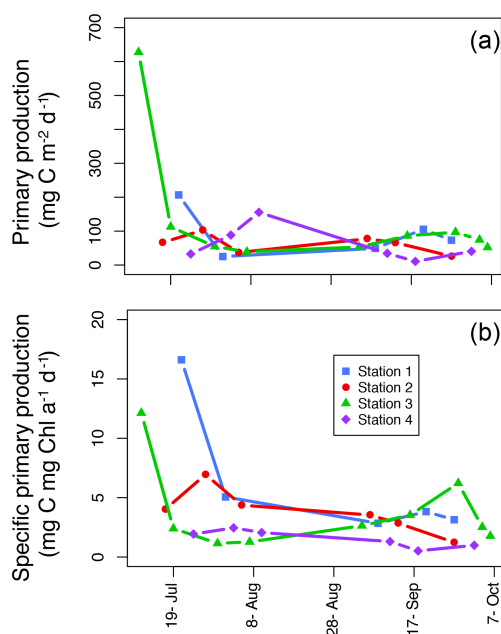 (a)
Primary production
(mg C m⁻² d⁻¹)
700
500
300
100
0
(b)
Specific primary production
(mg C mg Chl a⁻¹ d⁻¹)
20
15
10
5
0
Station 1
Station 2
Station 3
Station 4
19- Jul
8- Aug
28- Aug
17- Sep
7- Oct